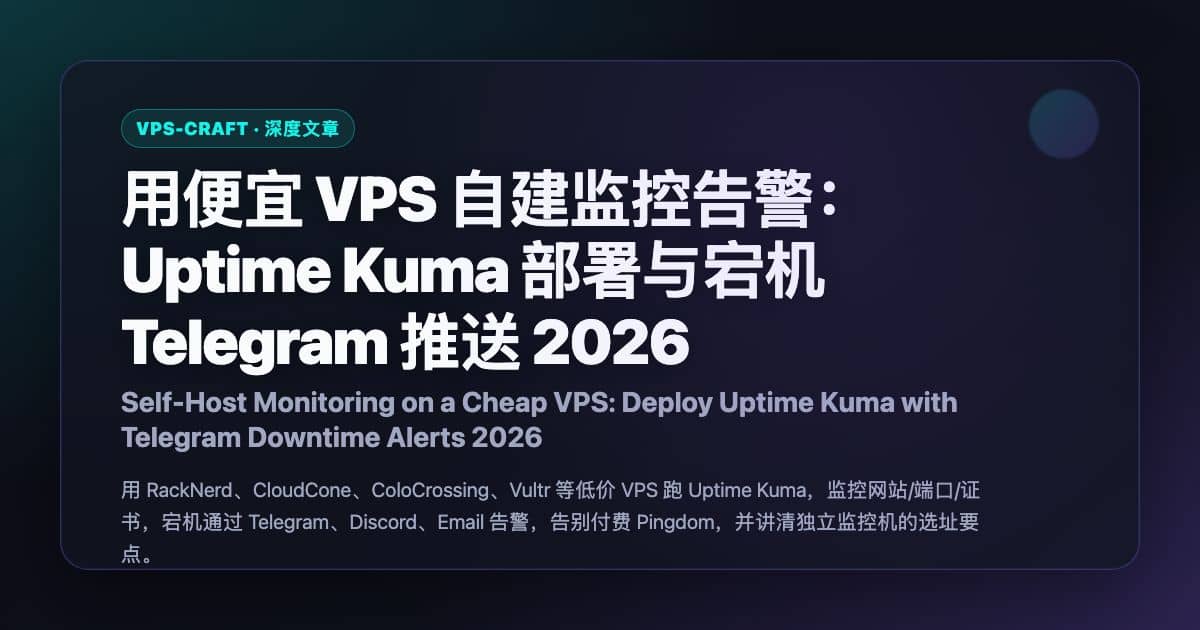 VPS-CRAFT · 深度文章
用便宜 VPS 自建监控告警：
Uptime Kuma 部署与宕机
Telegram 推送 2026
Self-Host Monitoring on a Cheap VPS: Deploy Uptime Kuma with
Telegram Downtime Alerts 2026
用 RackNerd、CloudCone、ColoCrossing、Vultr 等低价 VPS 跑 Uptime Kuma，监控网站/端口/证
书，宕机通过 Telegram、Discord、Email 告警，告别付费 Pingdom，并讲清独立监控机的选址要
点。